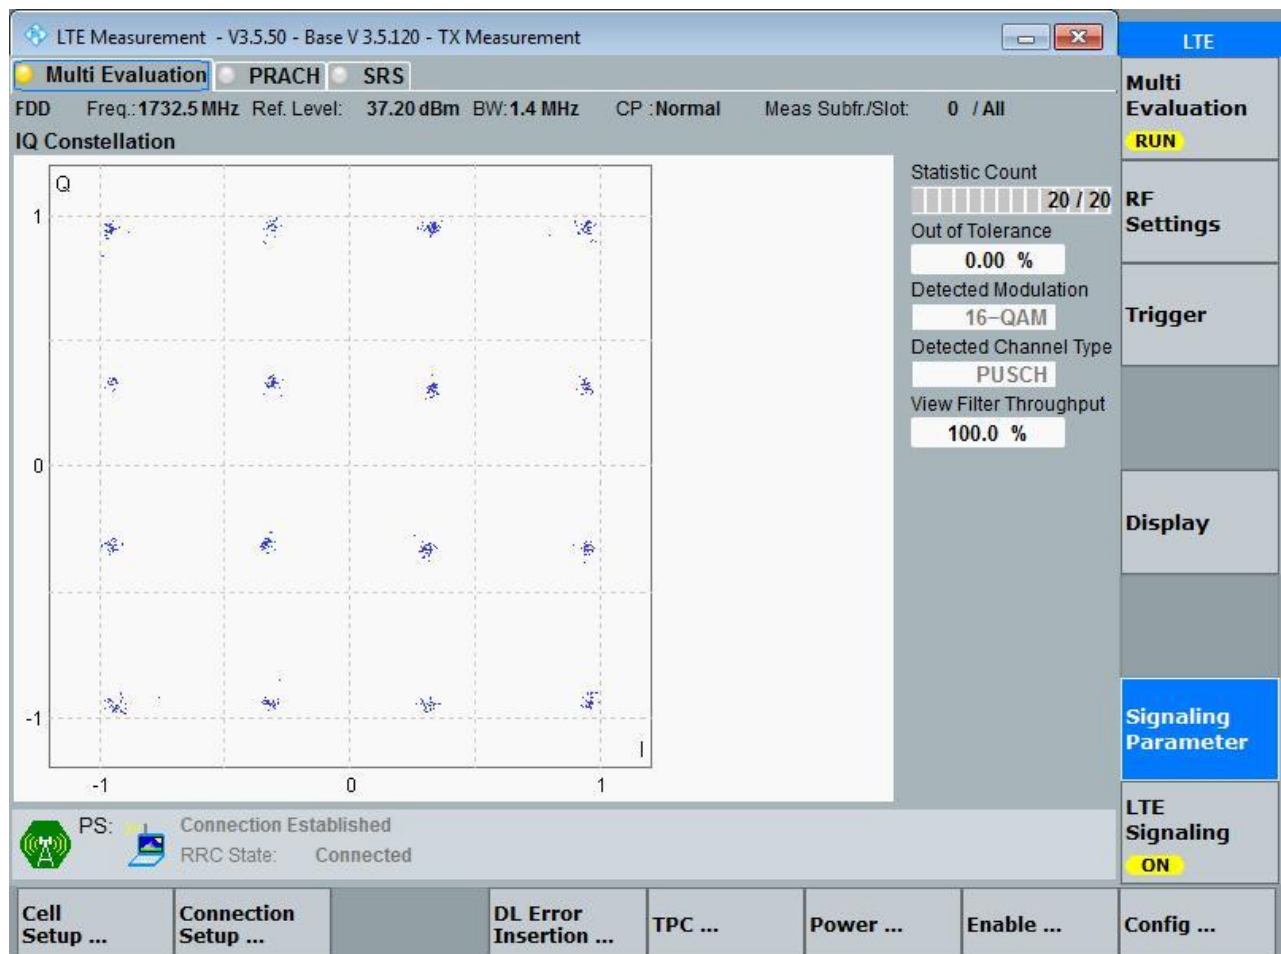 LTE Measurement - V3.5.50 - Base V 3.5.120 - TX Measurement
LTE
Multi Evaluation PRACH SRS
FDD Freq.: 1732.5 MHz Ref. Level: 37.20 dBm BW: 1.4 MHz CP : Normal Meas Subfr./Slot: 0 / All
IQ Constellation
Q
1
0
-1
-1 0 1
I
Statistic Count
20 / 20
Out of Tolerance
0.00 %
Detected Modulation
16-QAM
Detected Channel Type
PUSCH
View Filter Throughput
100.0 %
Multi
Evaluation
RUN
RF
Settings
Trigger
Display
Signaling
Parameter
LTE
Signaling
ON
PS: Connection Established
RRC State: Connected
Cell
Setup ...
Connection
Setup ...
DL Error
Insertion ...
TPC ...
Power ...
Enable ...
Config ...